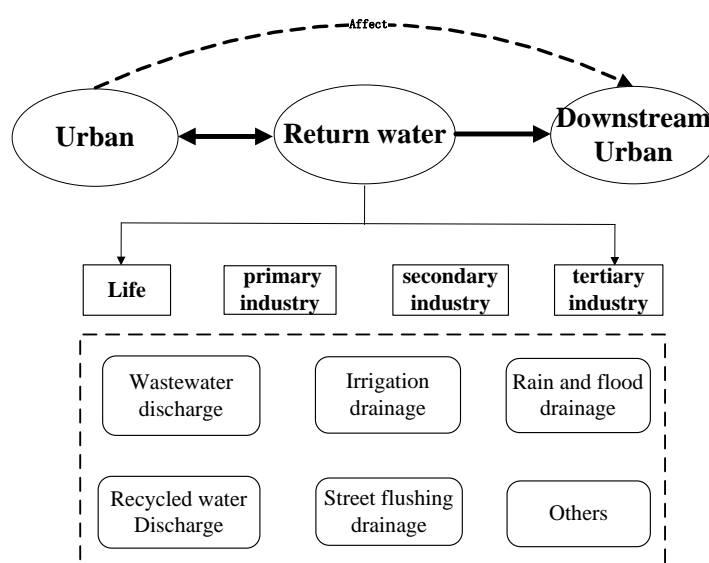 Affect
Urban
Return water
Downstream
Urban
Life
primary
industry
secondary
industry
tertiary
industry
Wastewater
discharge
Irrigation
drainage
Rain and flood
drainage
Recycled water
Discharge
Street flushing
drainage
Others